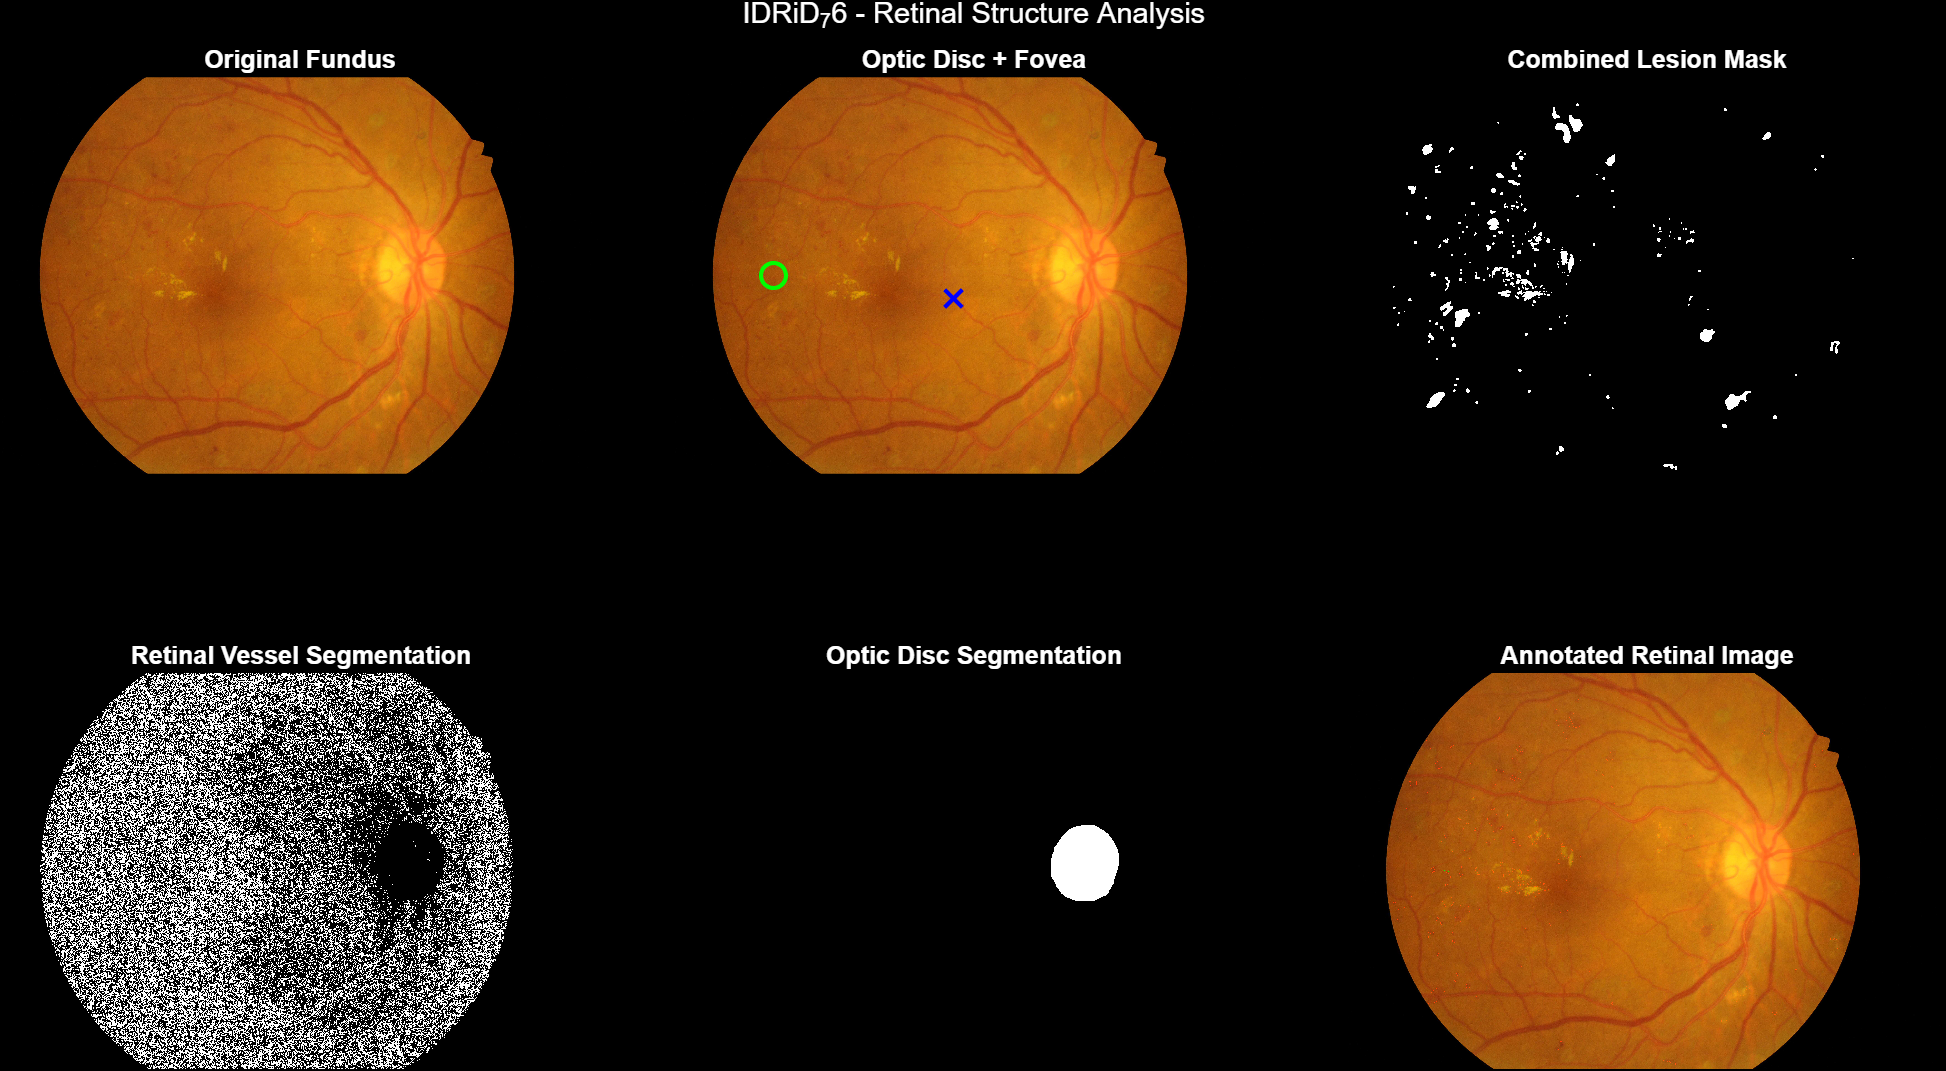 IDRiD₇6 - Retinal Structure Analysis
Original Fundus
Optic Disc + Fovea
Combined Lesion Mask
Retinal Vessel Segmentation
Optic Disc Segmentation
Annotated Retinal Image